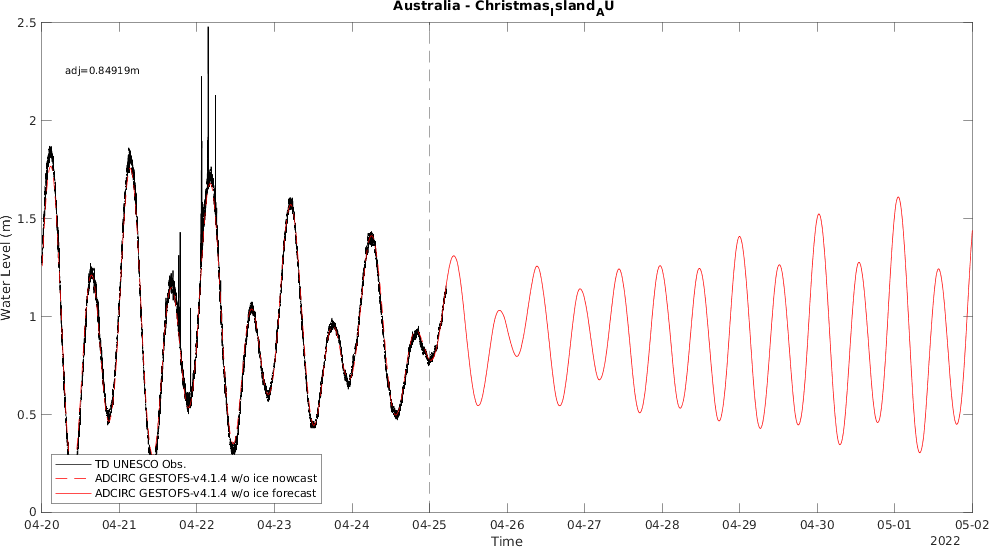 Australia - Christmas_Island_AU
adj=0.84919m
Water Level (m)
2.5
2
1.5
1
0.5
0
TD UNESCO Obs.
ADCIRC GESTOFS-v4.1.4 w/o ice nowcast
ADCIRC GESTOFS-v4.1.4 w/o ice forecast
04-20 04-21 04-22 04-23 04-24 04-25 04-26 04-27 04-28 04-29 04-30 05-01 05-02
Time
2022